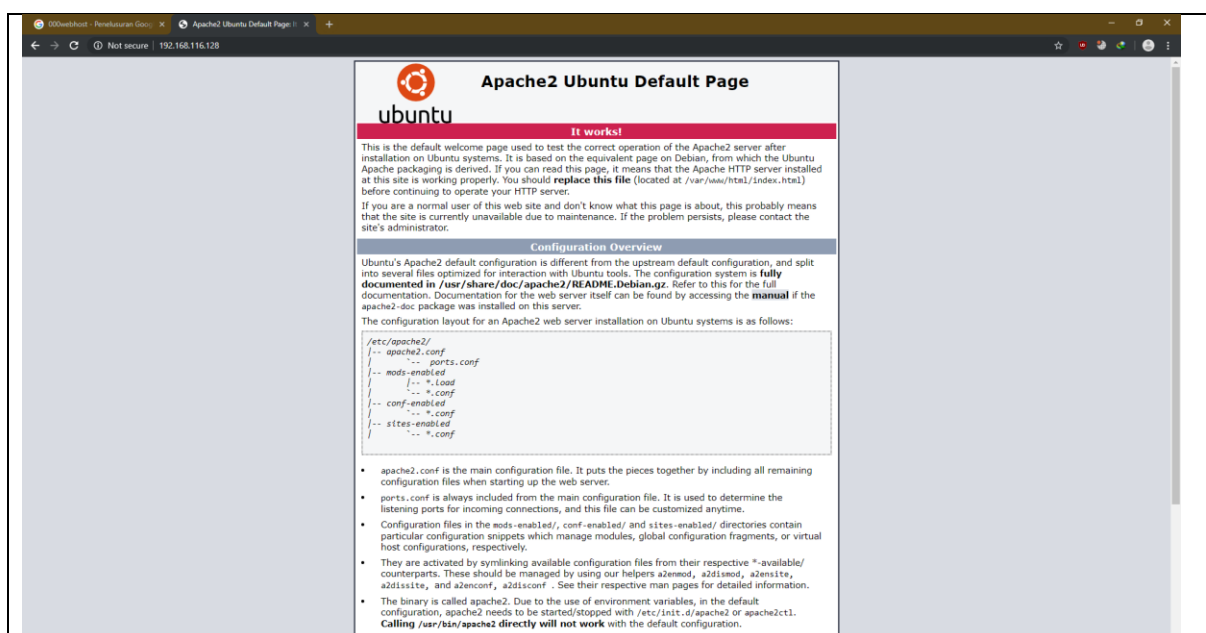 000webhost - Penelusuran Goog
Apache2 Ubuntu Default Page: It
Not secure | 192.168.116.128
ubuntu
Apache2 Ubuntu Default Page
It works!
This is the default welcome page used to test the correct operation of the Apache2 server after
installation on Ubuntu systems. It is based on the equivalent page on Debian, from which the Ubuntu
Apache packaging is derived. If you can read this page, it means that the Apache HTTP server installed
at this site is working properly. You should replace this file (located at /var/www/html/index.html)
before continuing to operate your HTTP server.
If you are a normal user of this web site and don't know what this page is about, this probably means
that the site is currently unavailable due to maintenance. If the problem persists, please contact the
site's administrator.
Configuration Overview
Ubuntu's Apache2 default configuration is different from the upstream default configuration, and split
into several files optimized for interaction with Ubuntu tools. The configuration system is fully
documented in /usr/share/doc/apache2/README.Debian.gz. Refer to this for the full
documentation. Documentation for the web server itself can be found by accessing the manual if the
apache2-doc package was installed on this server.
The configuration layout for an Apache2 web server installation on Ubuntu systems is as follows:
/etc/apache2/
|-- apache2.conf
|       `--  ports.conf
|-- mods-enabled
|       |-- *.load
|       `-- *.conf
|-- conf-enabled
|       `-- *.conf
|-- sites-enabled
|       `-- *.conf
• apache2.conf is the main configuration file. It puts the pieces together by including all remaining
configuration files when starting up the web server.
• ports.conf is always included from the main configuration file. It is used to determine the
listening ports for incoming connections, and this file can be customized anytime.
• Configuration files in the mods-enabled/, conf-enabled/ and sites-enabled/ directories contain
particular configuration snippets which manage modules, global configuration fragments, or virtual
host configurations, respectively.
• They are activated by symlinking available configuration files from their respective *-available/
counterparts. These should be managed by using our helpers a2enmod, a2dismod, a2ensite,
a2dissite, and a2enconf, a2disconf . See their respective man pages for detailed information.
• The binary is called apache2. Due to the use of environment variables, in the default
configuration, apache2 needs to be started/stopped with /etc/init.d/apache2 or apache2ctl.
Calling /usr/bin/apache2 directly will not work with the default configuration.